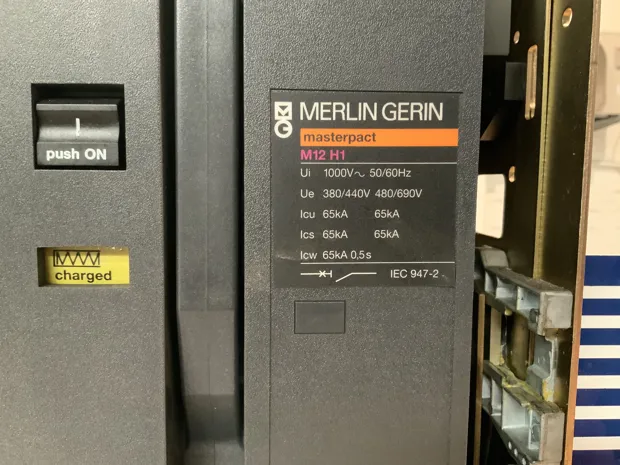 I
push ON
charged
MERLIN GERIN
masterpact
M12 H1
Ui 1000V~ 50/60Hz
Ue 380/440V 480/690V
Icu 65kA 65kA
Ics 65kA 65kA
Icw 65kA 0,5s
IEC 947-2